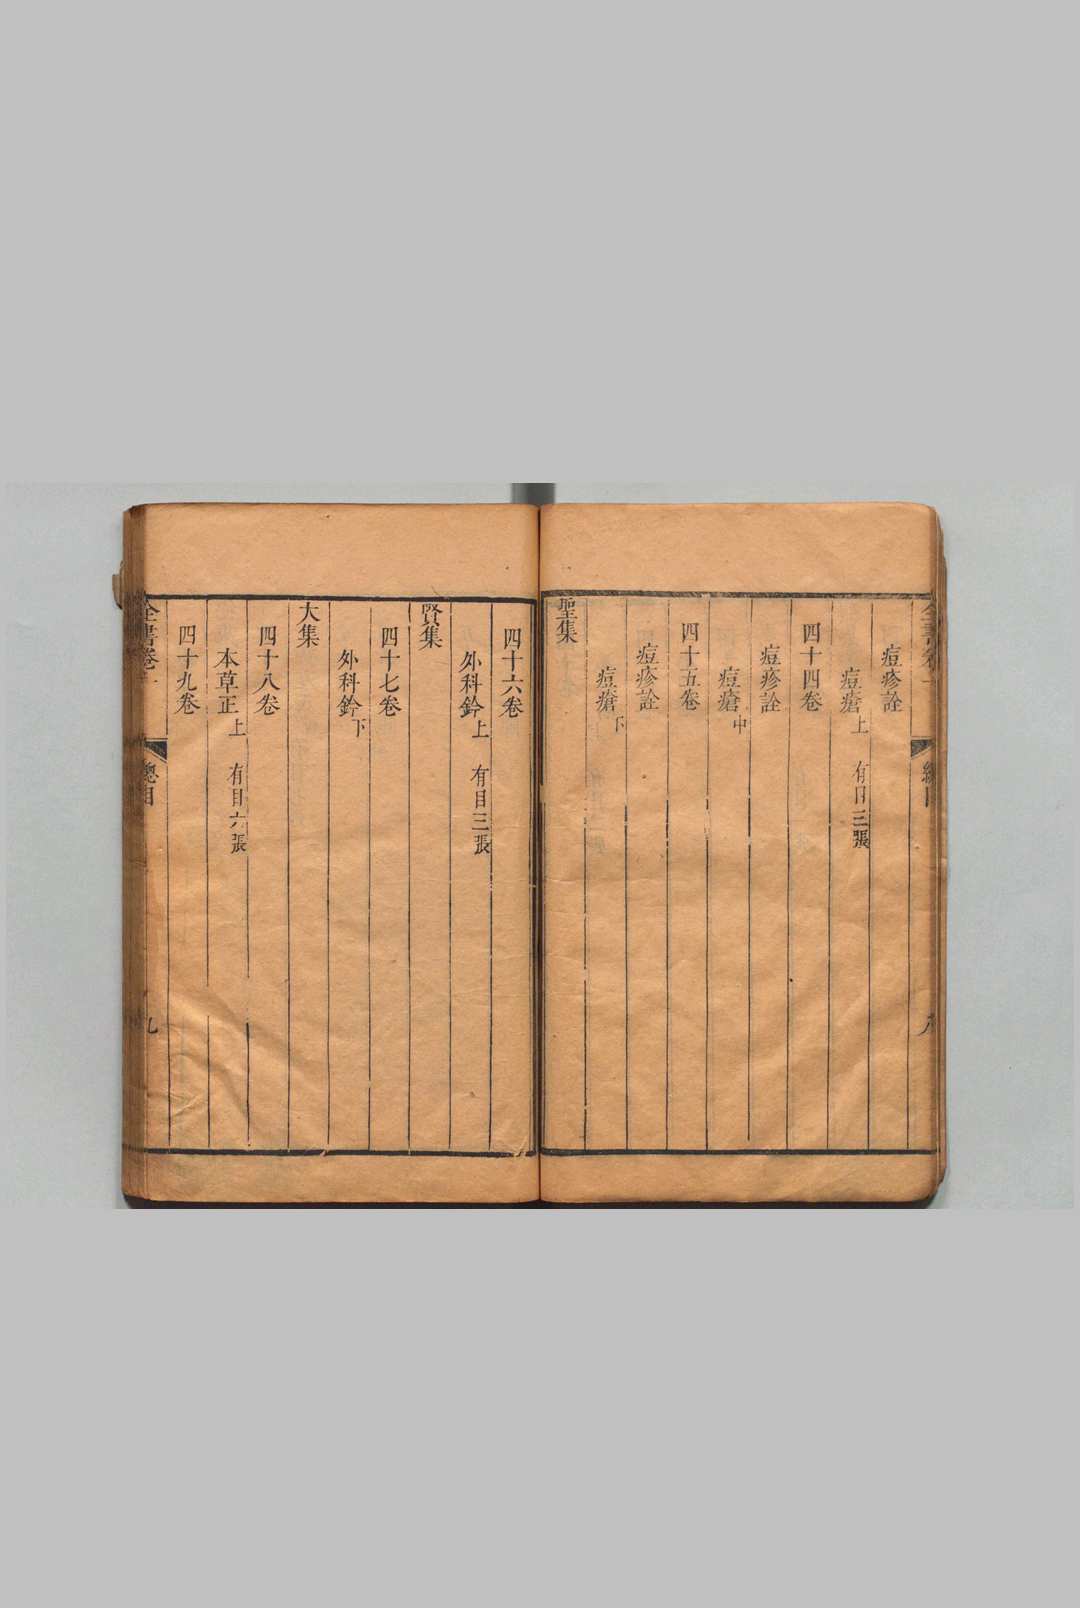 痘疹詮
痘瘡上 有目三張
四十四卷
痘疹詮
痘瘡中
四十五卷
痘疹詮
痘瘡下
聖集
四十六卷
外科鈐上 有目三張
賢集
四十七卷
外科鈐下
大集
四十八卷
本草正上 有目六張
四十九卷
全書卷 總目 九